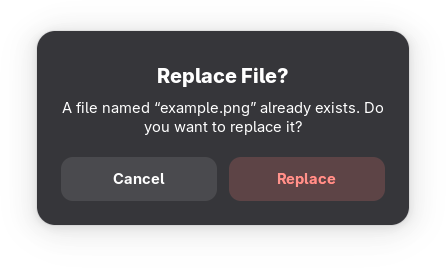 Replace File?
A file named “example.png” already exists. Do
you want to replace it?
Cancel
Replace